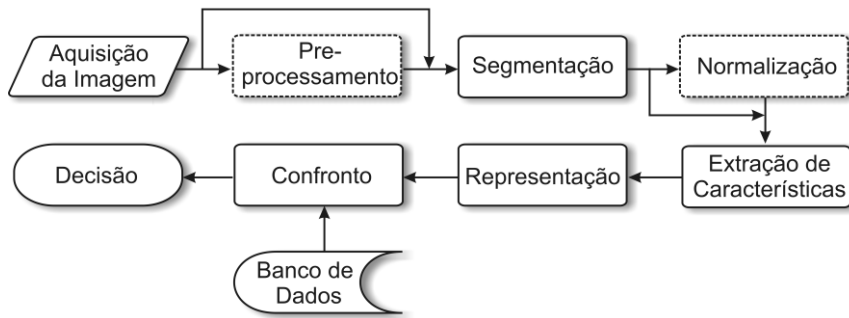 Aquisição
da Imagem
Pre-
processamento
Segmentação
Normalização
Extração de
Características
Representação
Confronto
Decisão
Banco de
Dados